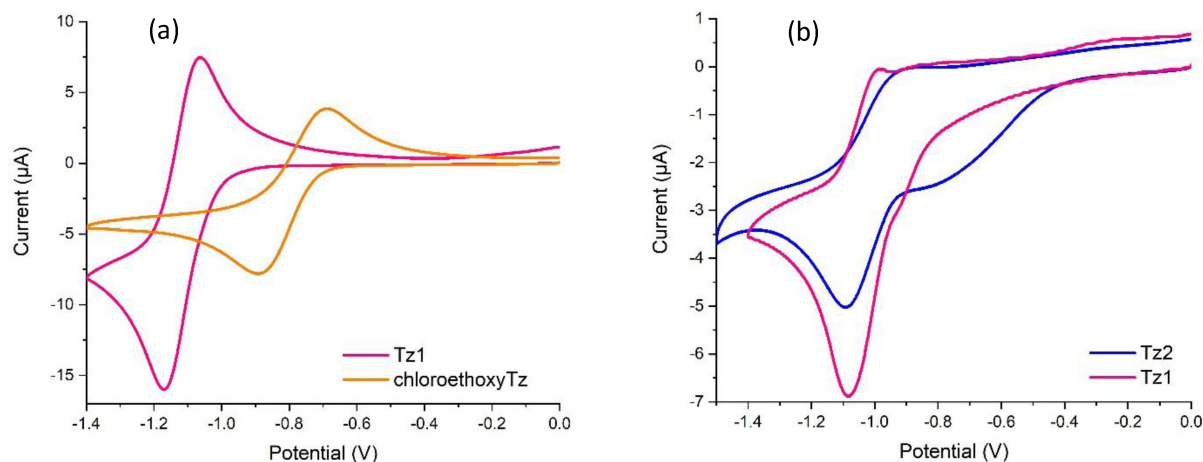 (a)
10
5
0
-5
-10
-15
Current (µA)
Tz1
chloroethoxyTz
-1.4 -1.2 -1.0 -0.8 -0.6 -0.4 -0.2 0.0
Potential (V)
(b)
1
0
-1
-2
-3
-4
-5
-6
-7
Current (µA)
Tz2
Tz1
-1.4 -1.2 -1.0 -0.8 -0.6 -0.4 -0.2 0.0
Potential (V)